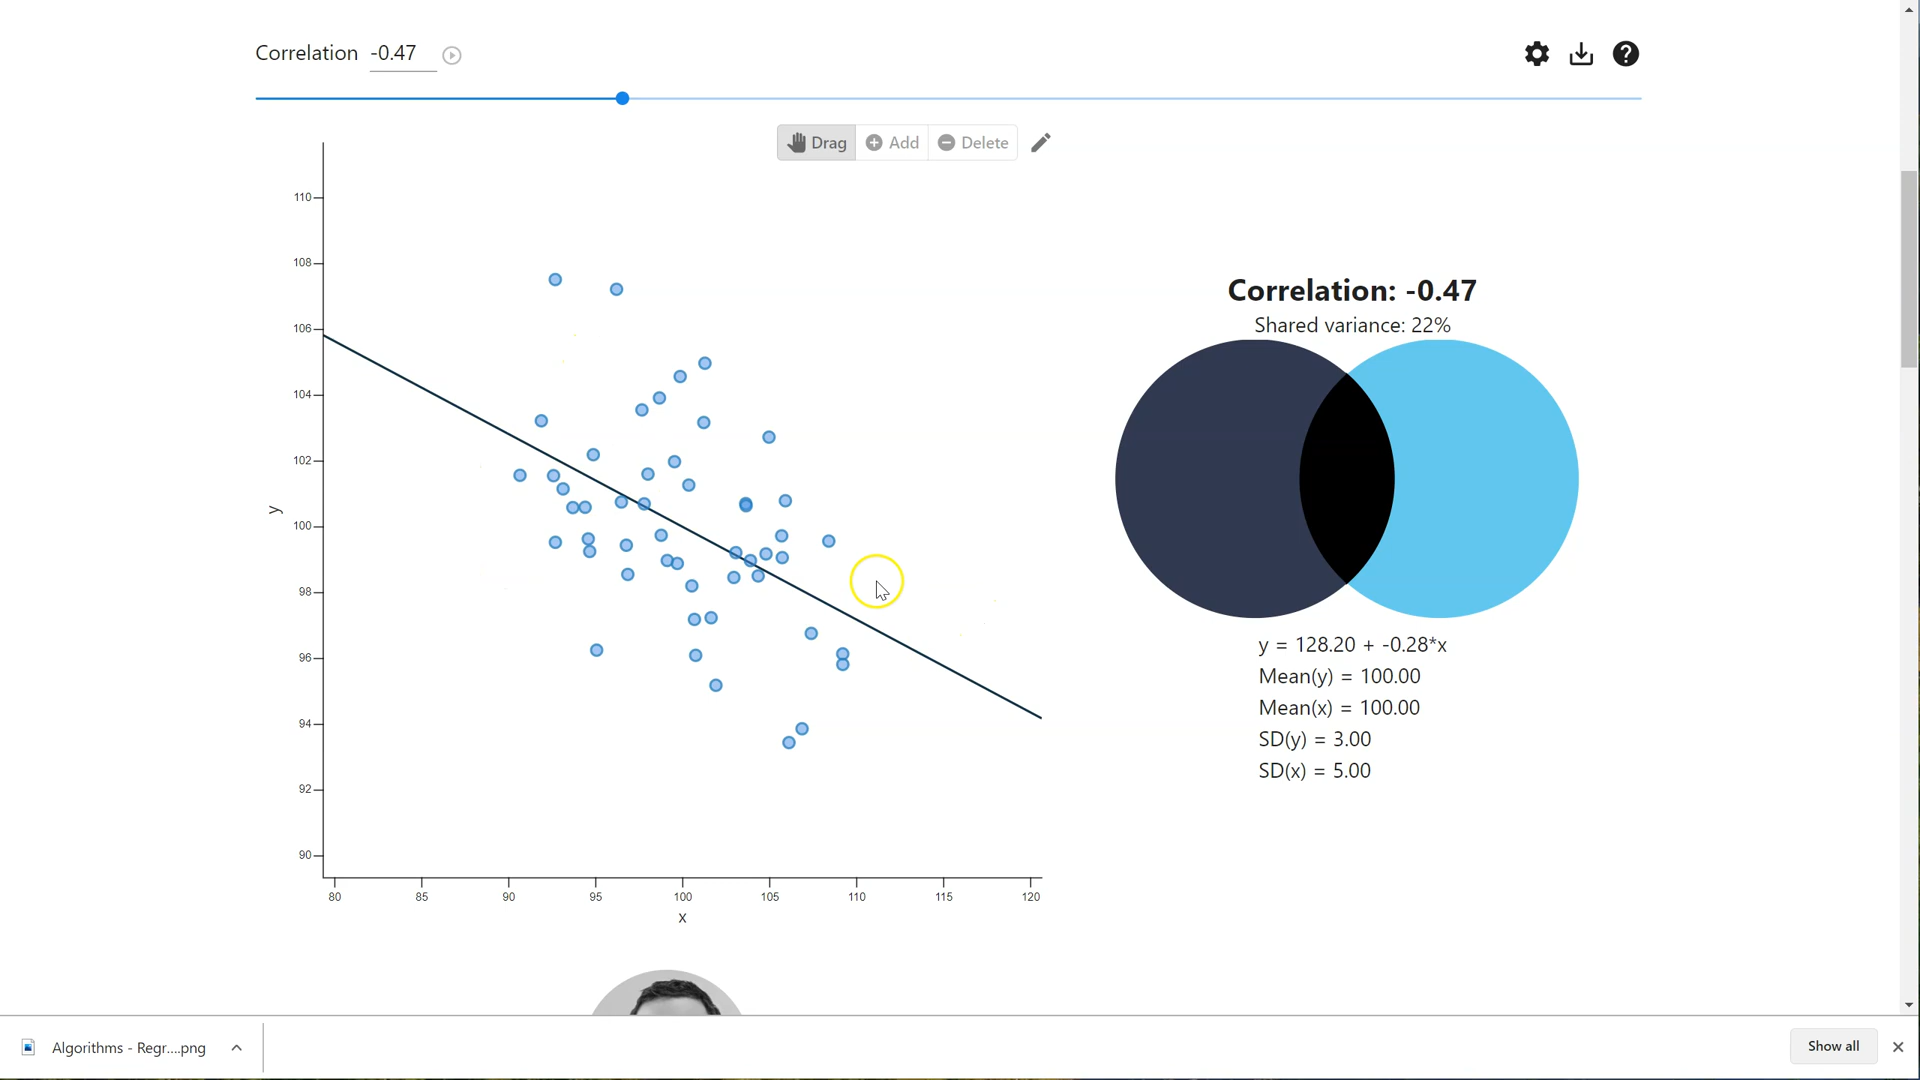 Correlation -0.47
Drag Add Delete
110
108
106
104
102
100
98
96
94
92
90
y
80 85 90 95 100 105 110 115 120
x
Correlation: -0.47
Shared variance: 22%
y = 128.20 + -0.28*x
Mean(y) = 100.00
Mean(x) = 100.00
SD(y) = 3.00
SD(x) = 5.00
Algorithms - Regr....png
Show all